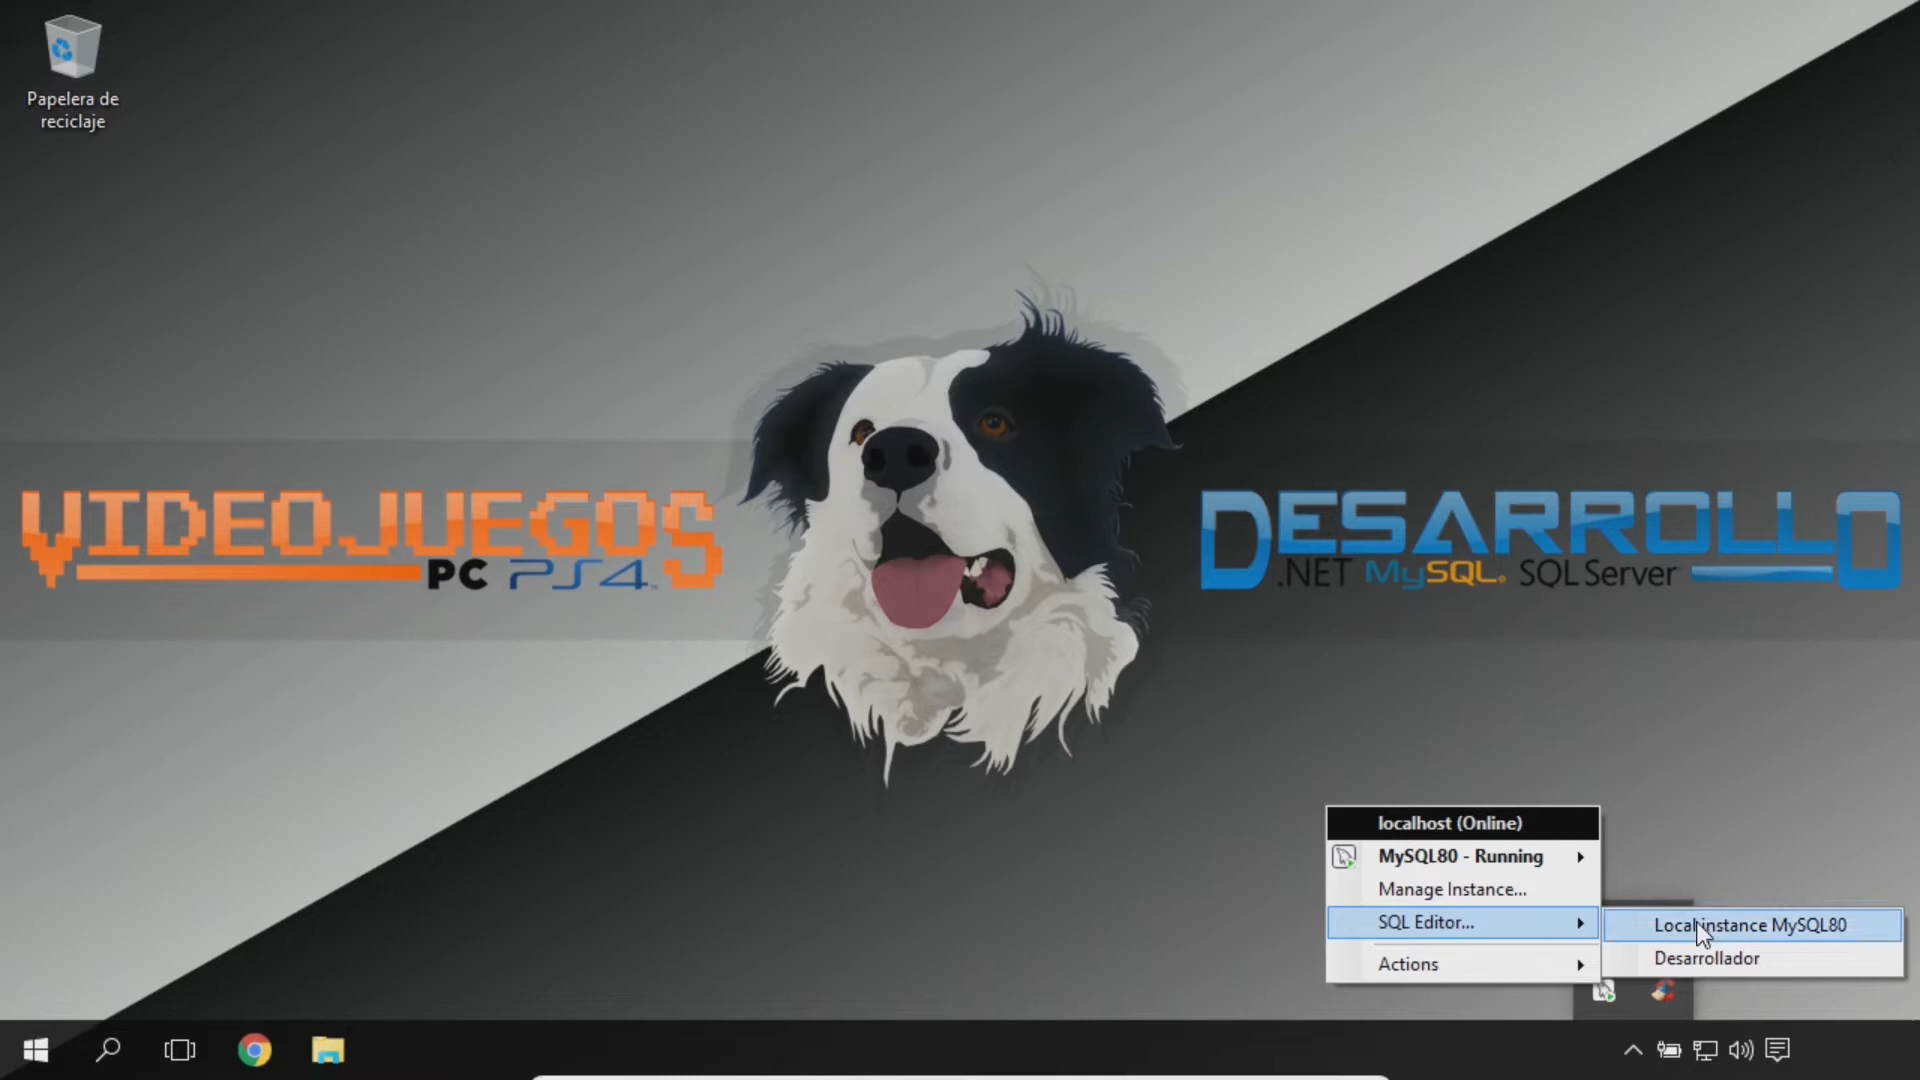 Papelera de
reciclaje
VIDEOJUEGOS
PC PS4™
DESARROLLO
.NET MySQL® SQL Server
localhost (Online)
MySQL80 - Running
Manage Instance...
SQL Editor...
Actions
Local instance MySQL80
Desarrollador